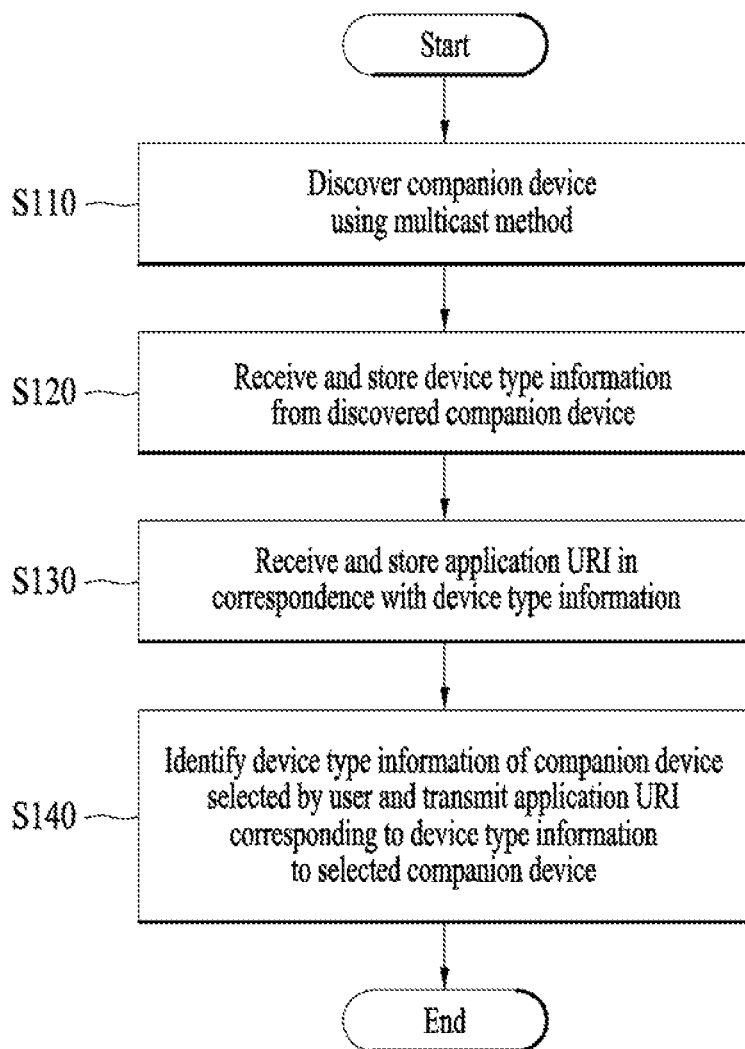 Start
S110
Discover companion device
using multicast method
S120
Receive and store device type information
from discovered companion device
S130
Receive and store application URI in
correspondence with device type information
S140
Identify device type information of companion device
selected by user and transmit application URI
corresponding to device type information
to selected companion device
End